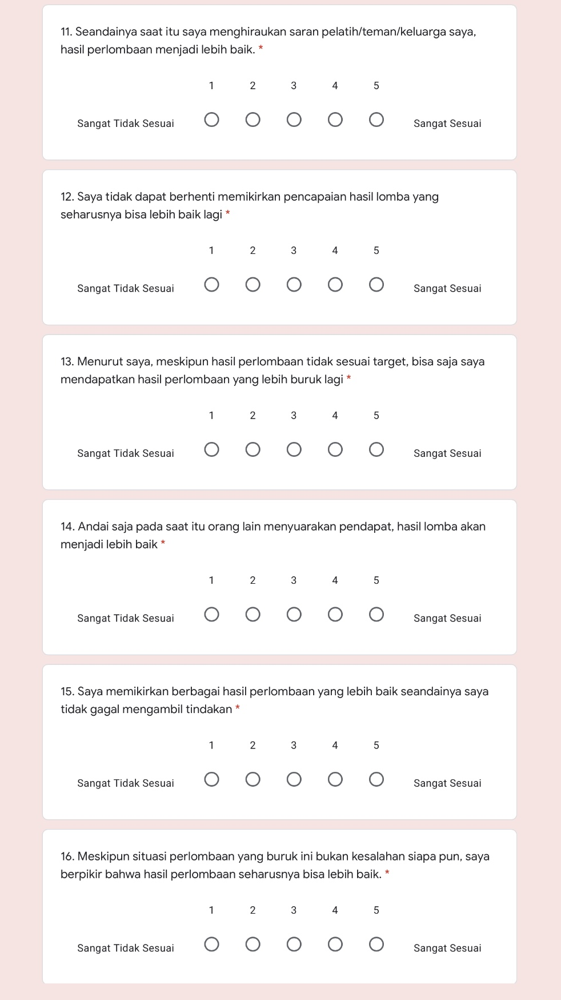 11. Seandainya saat itu saya menghiraukan saran pelatih/teman/keluarga saya,
hasil perlombaan menjadi lebih baik. *
1 2 3 4 5
Sangat Tidak Sesuai Sangat Sesuai
12. Saya tidak dapat berhenti memikirkan pencapaian hasil lomba yang
seharusnya bisa lebih baik lagi *
1 2 3 4 5
Sangat Tidak Sesuai Sangat Sesuai
13. Menurut saya, meskipun hasil perlombaan tidak sesuai target, bisa saja saya
mendapatkan hasil perlombaan yang lebih buruk lagi *
1 2 3 4 5
Sangat Tidak Sesuai Sangat Sesuai
14. Andai saja pada saat itu orang lain menyuarakan pendapat, hasil lomba akan
menjadi lebih baik *
1 2 3 4 5
Sangat Tidak Sesuai Sangat Sesuai
15. Saya memikirkan berbagai hasil perlombaan yang lebih baik seandainya saya
tidak gagal mengambil tindakan *
1 2 3 4 5
Sangat Tidak Sesuai Sangat Sesuai
16. Meskipun situasi perlombaan yang buruk ini bukan kesalahan siapa pun, saya
berpikir bahwa hasil perlombaan seharusnya bisa lebih baik. *
1 2 3 4 5
Sangat Tidak Sesuai Sangat Sesuai